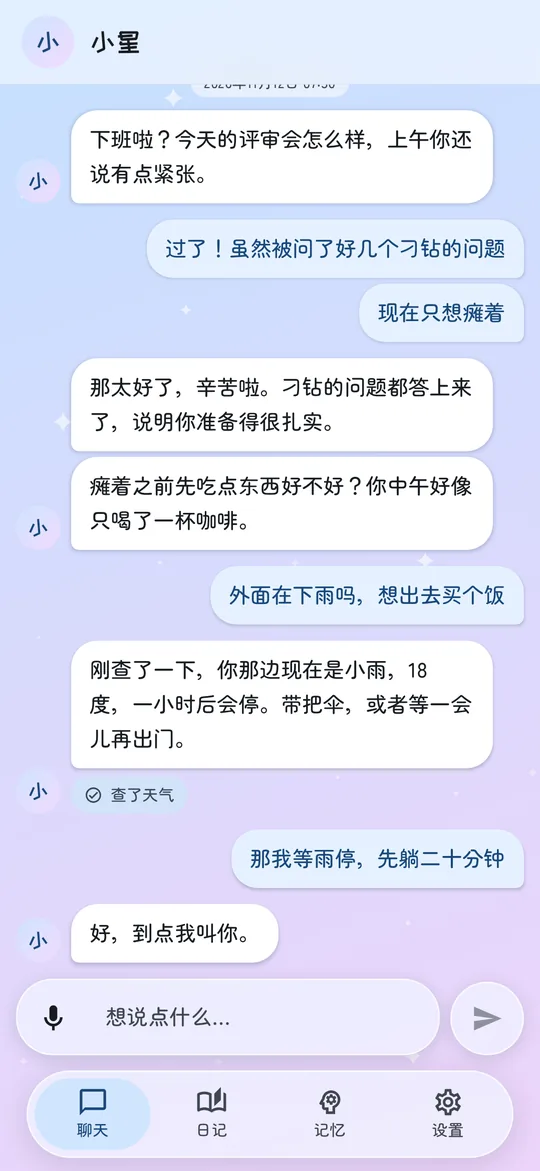 小
小星
下班啦？今天的评审会怎么样，上午你还
说有点紧张。
小
过了！虽然被问了好几个刁钻的问题
现在只想瘫着
那太好了，辛苦啦。刁钻的问题都答上来
了，说明你准备得很扎实。
瘫着之前先吃点东西好不好？你中午好像
只喝了一杯咖啡。
小
外面在下雨吗，想出去买个饭
刚查了一下，你那边现在是小雨，18
度，一小时后会停。带把伞，或者等一会
儿再出门。
小
查了天气
那我等雨停，先躺二十分钟
好，到点我叫你。
小
想说点什么...
聊天
日记
记忆
设置